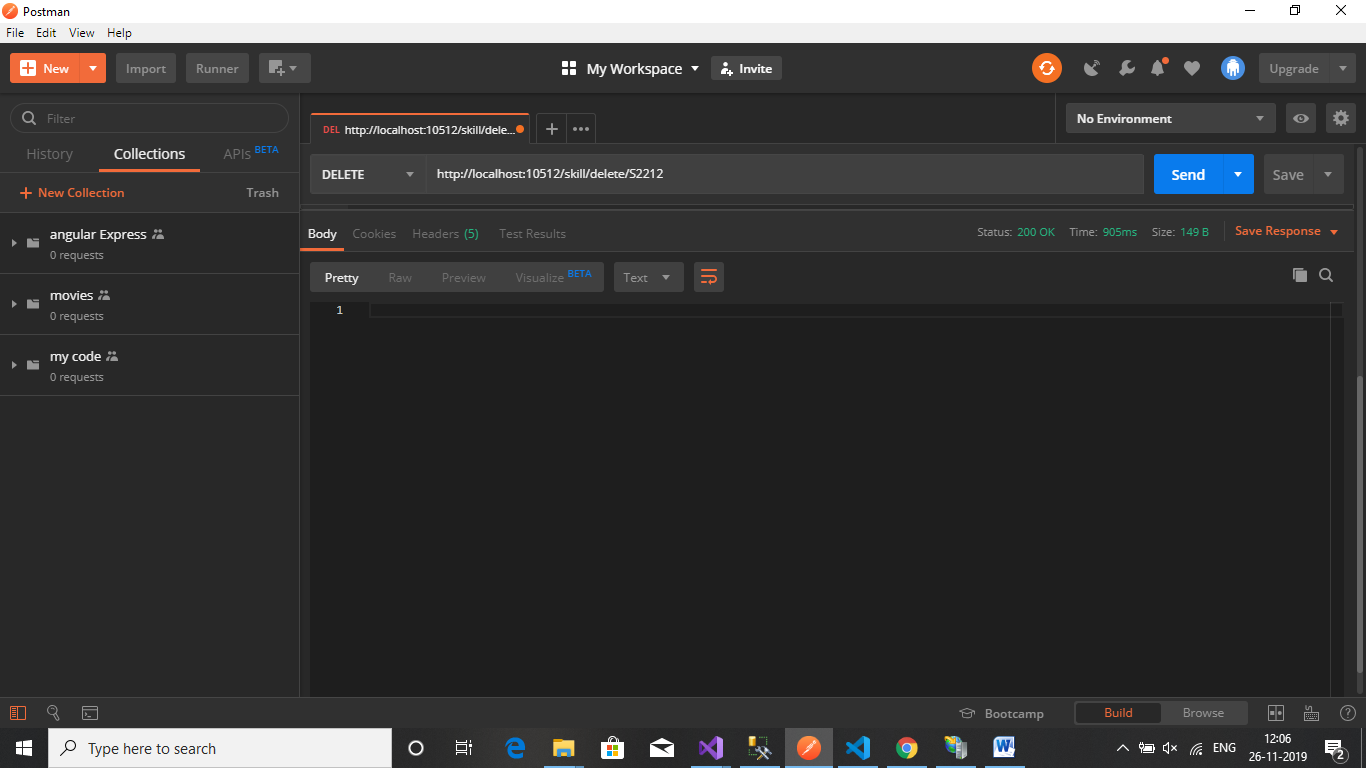 Postman
File Edit View Help
New Import Runner My Workspace Invite Upgrade
Filter
History Collections APIs BETA
New Collection Trash
angular Express
0 requests
movies
0 requests
my code
0 requests
DEL http://localhost:10512/skill/dele... No Environment
DELETE http://localhost:10512/skill/delete/S2212 Send Save
Body Cookies Headers (5) Test Results Status: 200 OK Time: 905ms Size: 149 B Save Response
Pretty Raw Preview Visualize BETA Text
1
Bootcamp Build Browse
Type here to search
ENG 12:06
26-11-2019 2